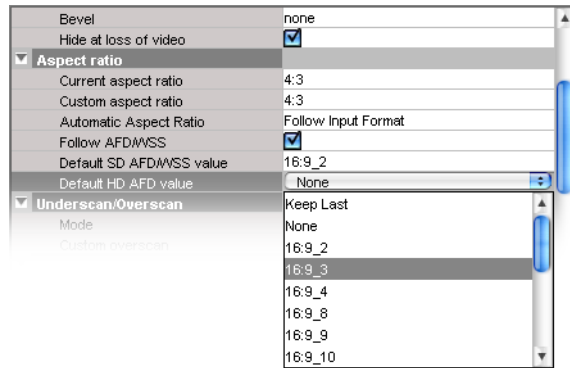 Bevel none
Hide at loss of video
Aspect ratio
Current aspect ratio 4:3
Custom aspect ratio 4:3
Automatic Aspect Ratio Follow Input Format
Follow AFD/WSS
Default SD AFD/WSS value 16:9_2
Default HD AFD value None
Underscan/Overscan
Mode
Custom overscan
Keep Last
None
16:9_2
16:9_3
16:9_4
16:9_8
16:9_9
16:9_10